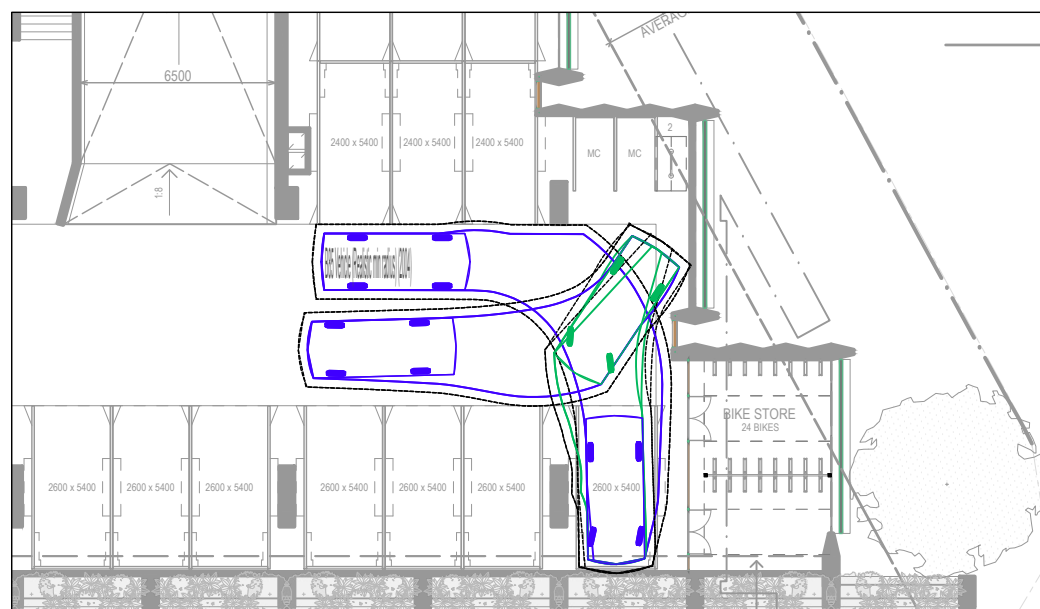 AVERAG
6500
2
2400 x 5400
2400 x 5400
2400 x 5400
MC
MC
1:8
B85 Vehicle (Realistic min radius) (2004)
BIKE STORE
24 BIKES
2600 x 5400
2600 x 5400
2600 x 5400
2600 x 5400
2600 x 5400
2600 x 5400
2600 x 5400